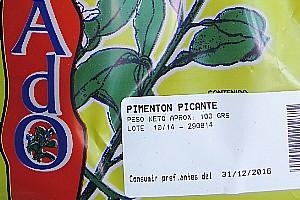 AdO
CONTENIDO
PIMENTON PICANTE
PESO NETO APROX: 100 GRS
LOTE 10/14 - 290814
Consumir pref.antes del 31/12/2016